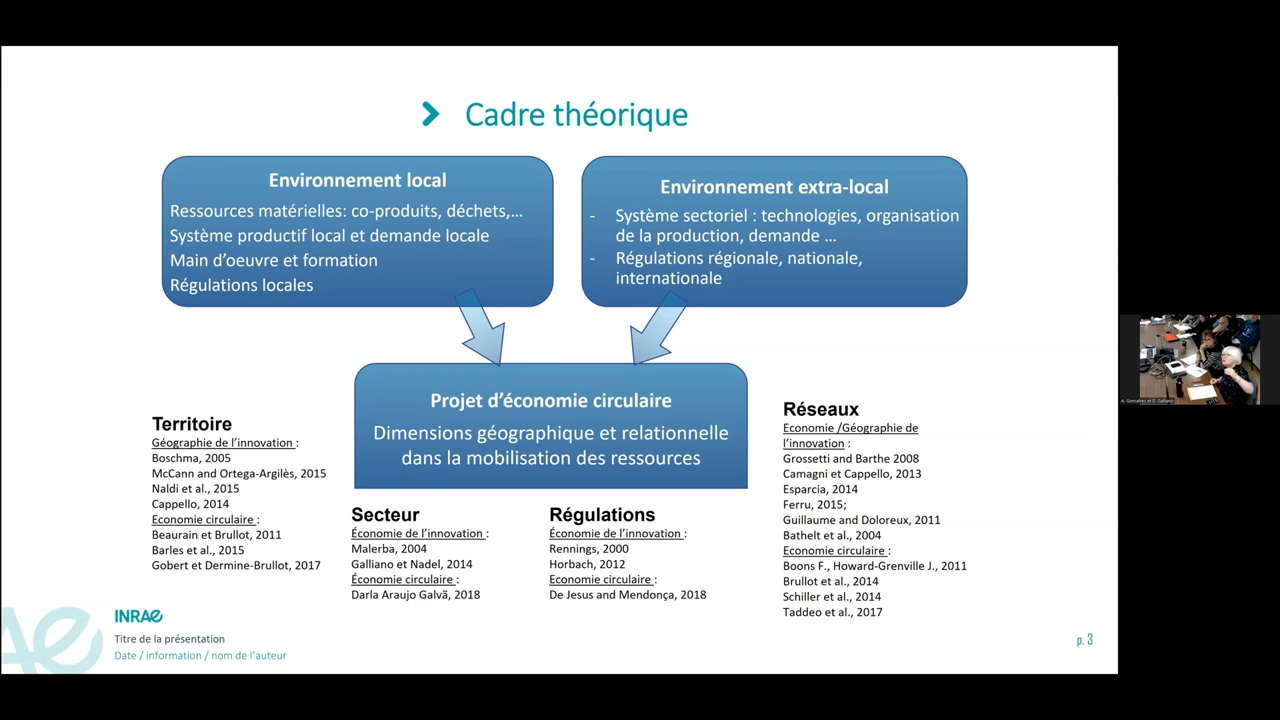 Cadre théorique
Environnement local
Ressources matérielles: co-produits, déchets,…
Système productif local et demande locale
Main d'oeuvre et formation
Régulations locales
Environnement extra-local
- Système sectoriel : technologies, organisation
de la production, demande …
- Régulations régionale, nationale,
internationale
Projet d'économie circulaire
Dimensions géographique et relationnelle
dans la mobilisation des ressources
Territoire
Géographie de l'innovation :
Boschma, 2005
McCann and Ortega-Argilès, 2015
Naldi et al., 2015
Cappello, 2014
Economie circulaire :
Beaurain et Brullot, 2011
Barles et al., 2015
Gobert et Dermine-Brullot, 2017
Secteur
Économie de l'innovation :
Malerba, 2004
Galliano et Nadel, 2014
Économie circulaire :
Darla Araujo Galvã, 2018
Régulations
Économie de l'innovation :
Rennings, 2000
Horbach, 2012
Economie circulaire :
De Jesus and Mendonça, 2018
Réseaux
Economie /Géographie de
l'innovation :
Grossetti and Barthe 2008
Camagni et Cappello, 2013
Esparcia, 2014
Ferru, 2015;
Guillaume and Doloreux, 2011
Bathelt et al., 2004
Economie circulaire :
Boons F., Howard-Grenville J., 2011
Brullot et al., 2014
Schiller et al., 2014
Taddeo et al., 2017
INRAE
Titre de la présentation
Date / information / nom de l'auteur
p. 3
A. Goncalves et D. Galliano